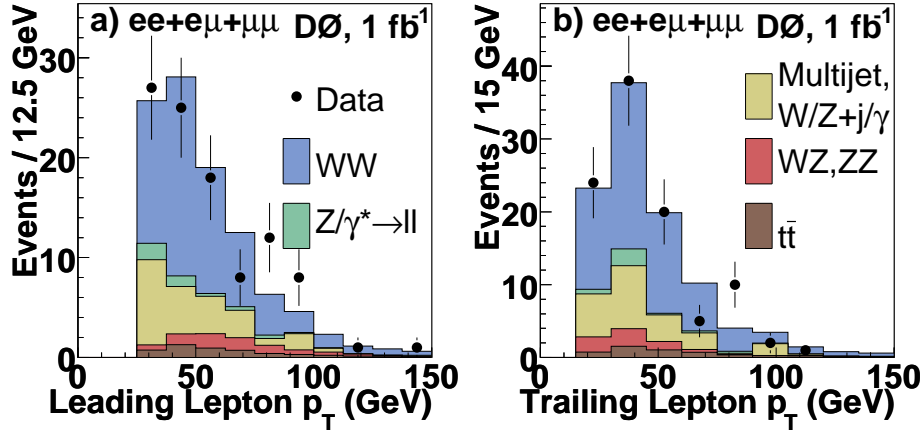 a) ee+eμ+μμ DØ, 1 fb⁻¹
Events / 12.5 GeV
30
20
10
0
Data
WW
Z/γ*→ll
0 50 100 150
Leading Lepton p_T (GeV)
b) ee+eμ+μμ DØ, 1 fb⁻¹
Events / 15 GeV
40
30
20
10
0
Multijet,
W/Z+j/γ
WZ,ZZ
tt̄
0 50 100 150
Trailing Lepton p_T (GeV)